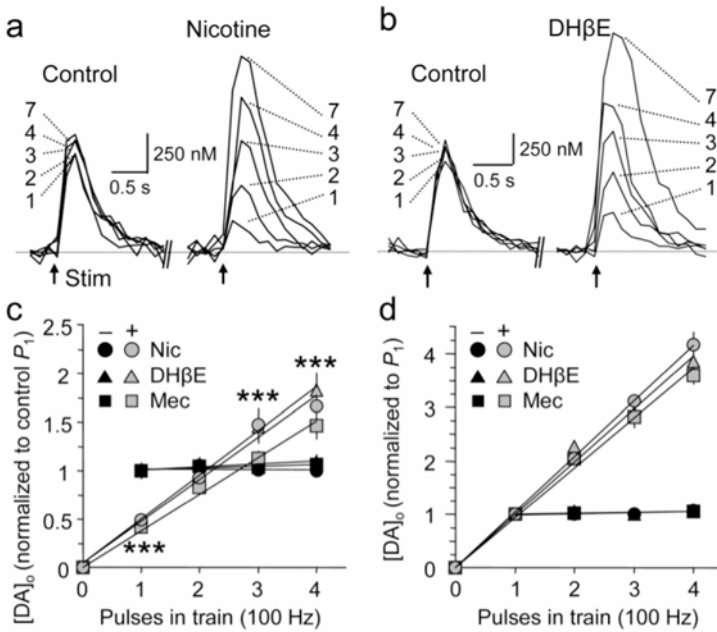 a
Control
Nicotine
7
4
3
2
1
250 nM
0.5 s
Stim
7
4
3
2
1
b
Control
DHβE
7
4
3
2
1
250 nM
0.5 s
7
4
3
2
1
c
[DA]ₒ (normalized to control P₁)
2.5
2
1.5
1
0.5
0
− +
Nic
DHβE
Mec
***
***
***
0 1 2 3 4
Pulses in train (100 Hz)
d
[DA]ₒ (normalized to P₁)
4
3
2
1
0
− +
Nic
DHβE
Mec
0 1 2 3 4
Pulses in train (100 Hz)